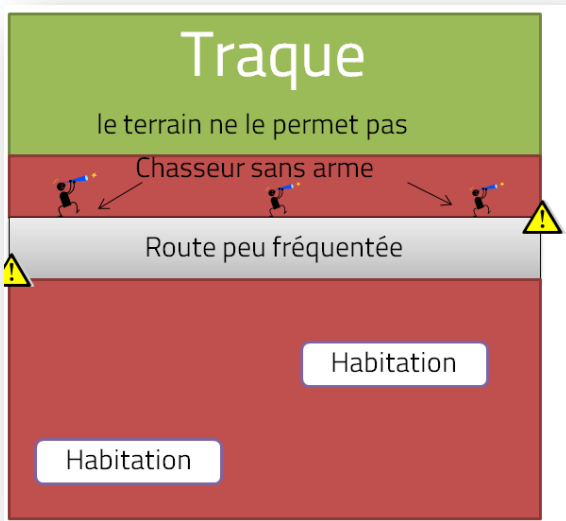 Traque
le terrain ne le permet pas
Chasseur sans arme
Route peu fréquentée
Habitation
Habitation